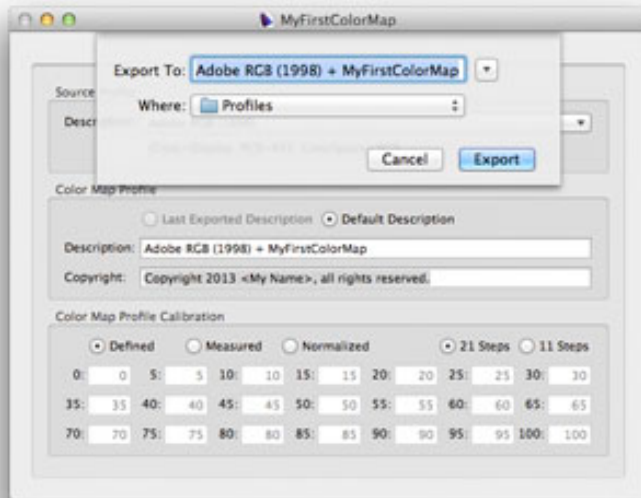 MyFirstColorMap
Export To: Adobe RGB (1998) + MyFirstColorMap
Source
Where: Profiles
Descr
Cancel Export
Color Map Profile
Last Exported Description Default Description
Description: Adobe RGB (1998) + MyFirstColorMap
Copyright: Copyright 2013 <My Name>, all rights reserved.
Color Map Profile Calibration
Defined Measured Normalized 21 Steps 11 Steps
0: 0 5: 5 10: 10 15: 15 20: 20 25: 25 30: 30
35: 35 40: 40 45: 45 50: 50 55: 55 60: 60 65: 65
70: 70 75: 75 80: 80 85: 85 90: 90 95: 95 100: 100